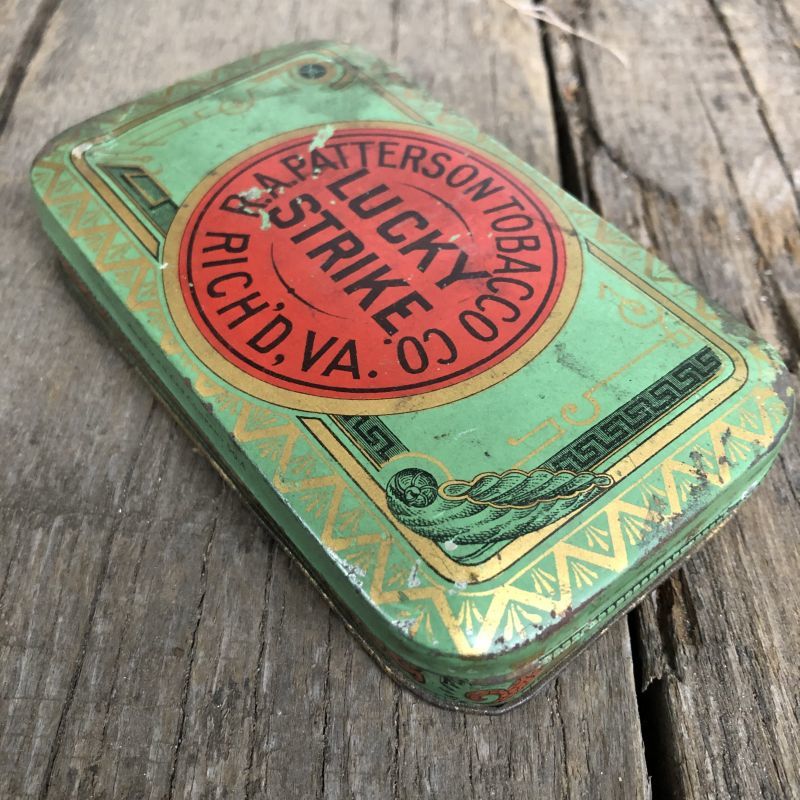 R.A. PATTERSON TOBACCO CO.
LUCKY
STRIKE
RICH'D, VA.